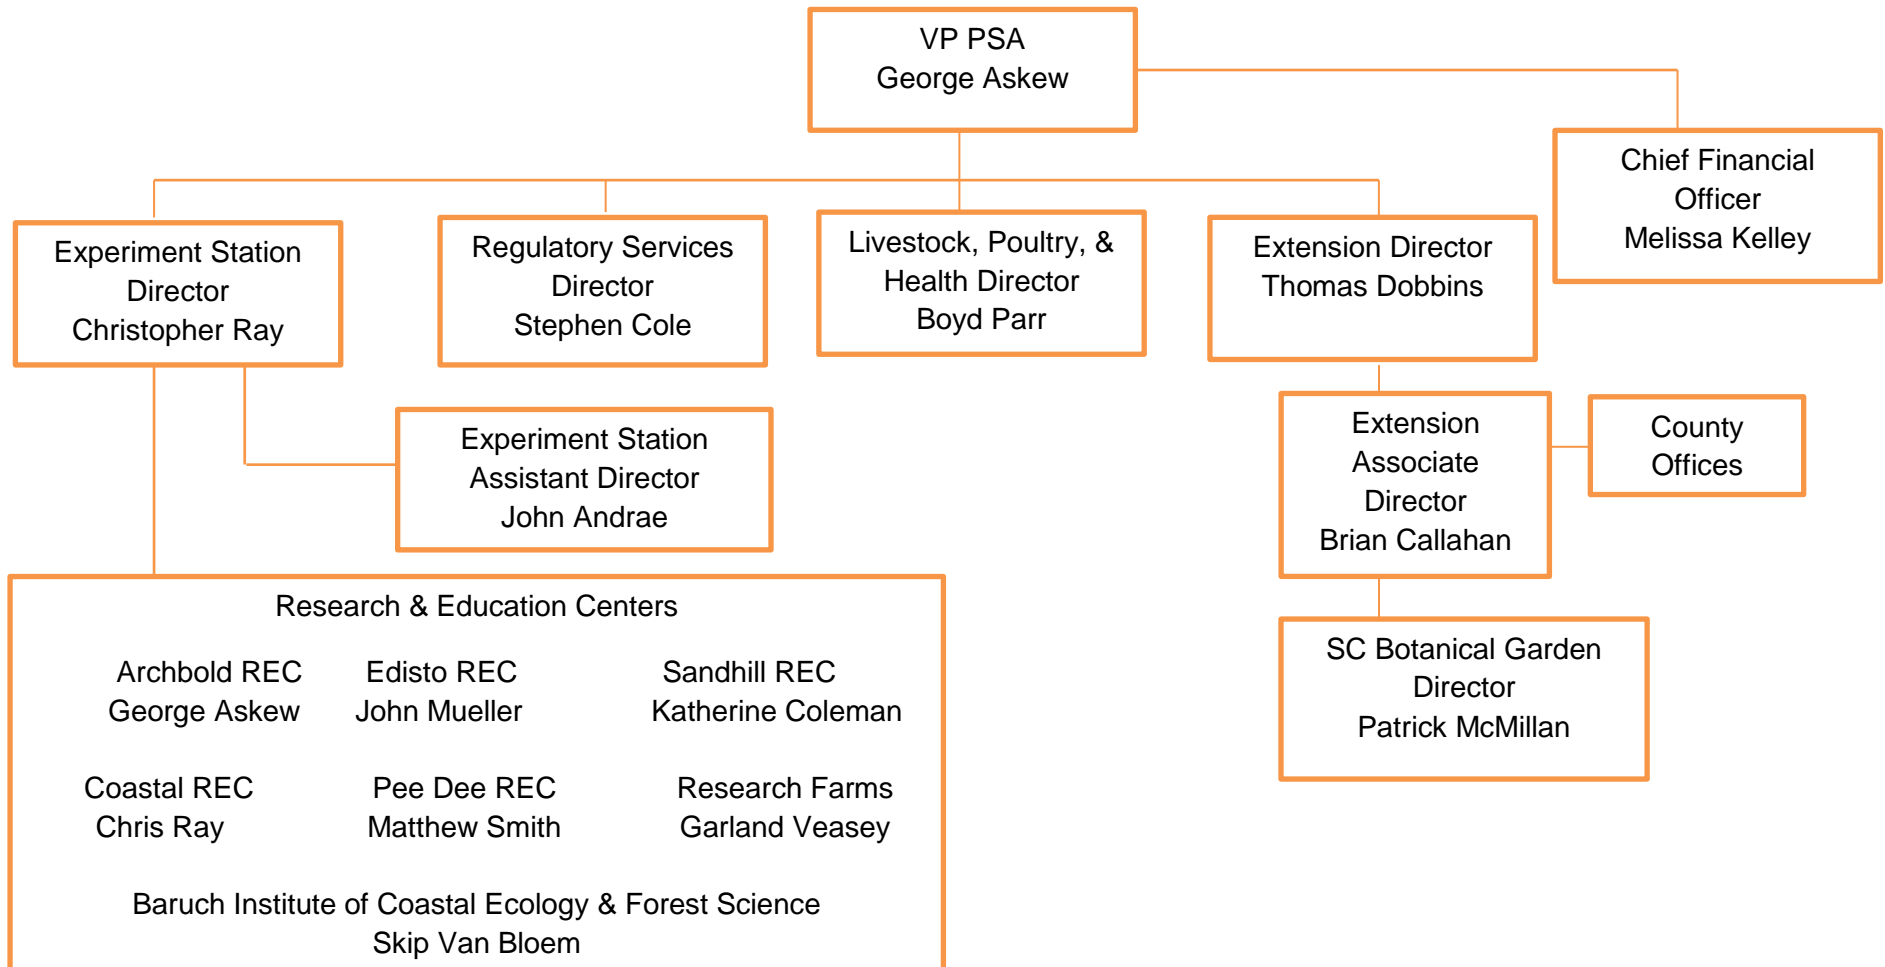 VP PSA
George Askew
Chief Financial
Officer
Melissa Kelley
Experiment Station
Director
Christopher Ray
Regulatory Services
Director
Stephen Cole
Livestock, Poultry, &
Health Director
Boyd Parr
Extension Director
Thomas Dobbins
Experiment Station
Assistant Director
John Andrae
Extension
Associate
Director
Brian Callahan
County
Offices
SC Botanical Garden
Director
Patrick McMillan
Research & Education Centers
Archbold REC Edisto REC Sandhill REC
George Askew John Mueller Katherine Coleman
Coastal REC Pee Dee REC Research Farms
Chris Ray Matthew Smith Garland Veasey
Baruch Institute of Coastal Ecology & Forest Science
Skip Van Bloem